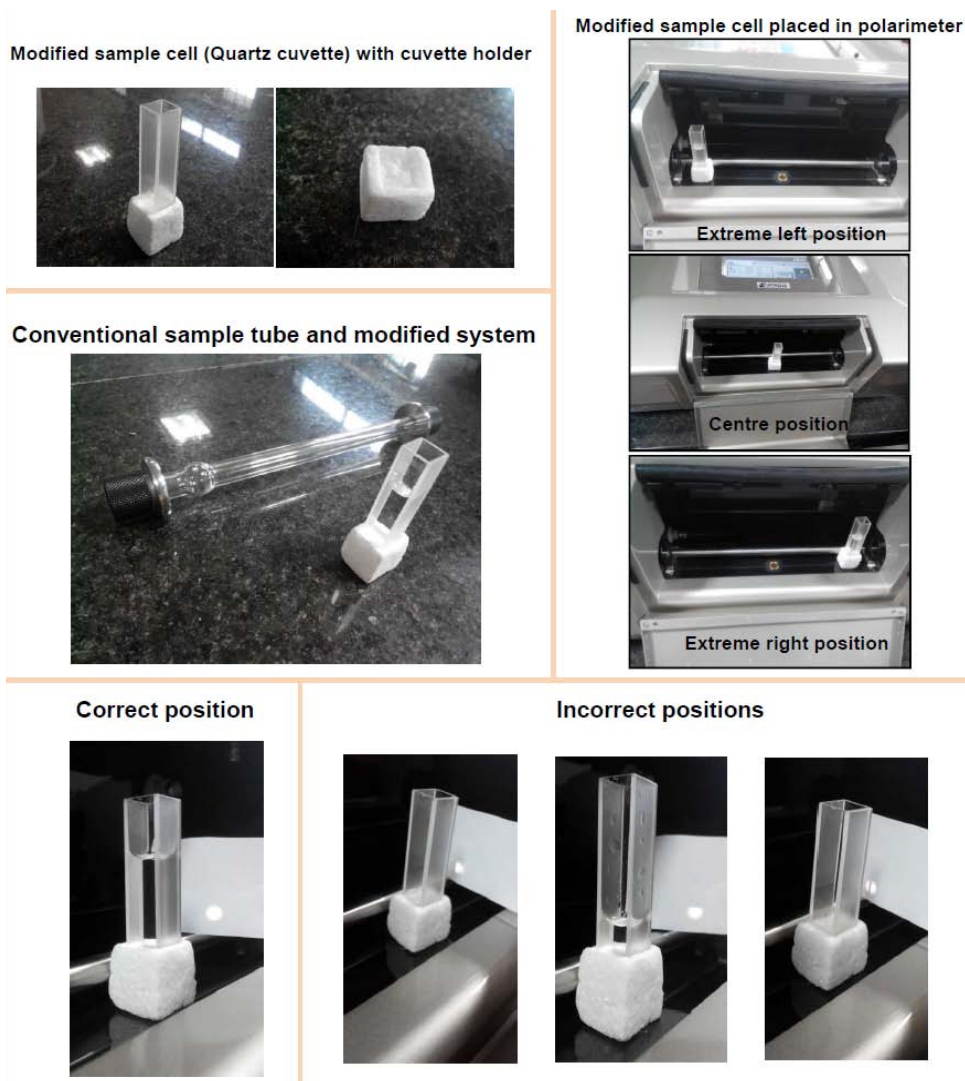 Modified sample cell (Quartz cuvette) with cuvette holder
Modified sample cell placed in polarimeter
Extreme left position
Centre position
Extreme right position
Conventional sample tube and modified system
Correct position
Incorrect positions